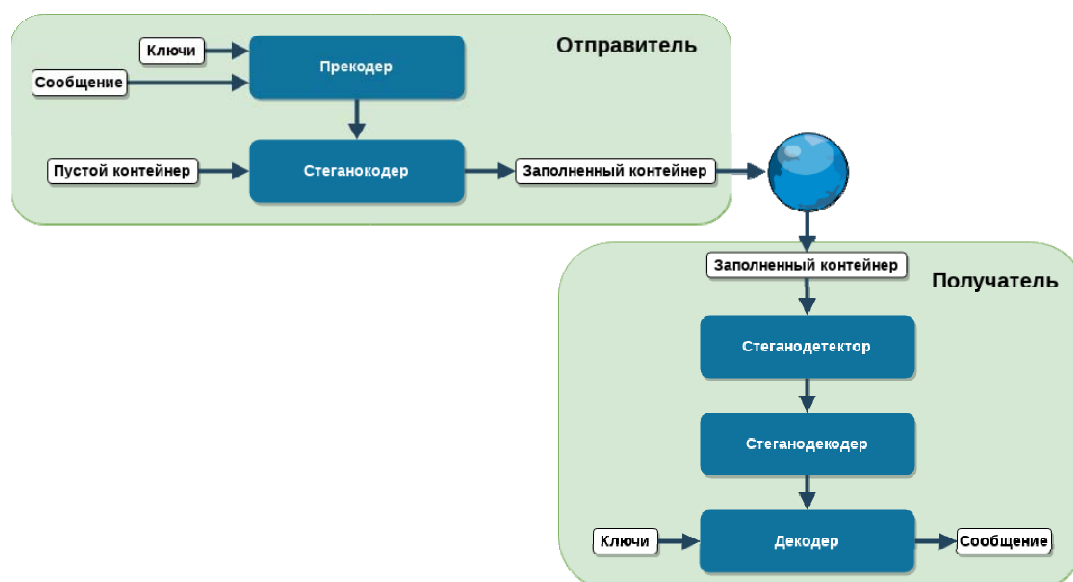 Отправитель
Ключи
Прекодер
Сообщение
Пустой контейнер
Стеганокодер
Заполненный контейнер
Заполненный контейнер
Получатель
Стеганодетектор
Стеганодекодер
Ключи
Декодер
Сообщение